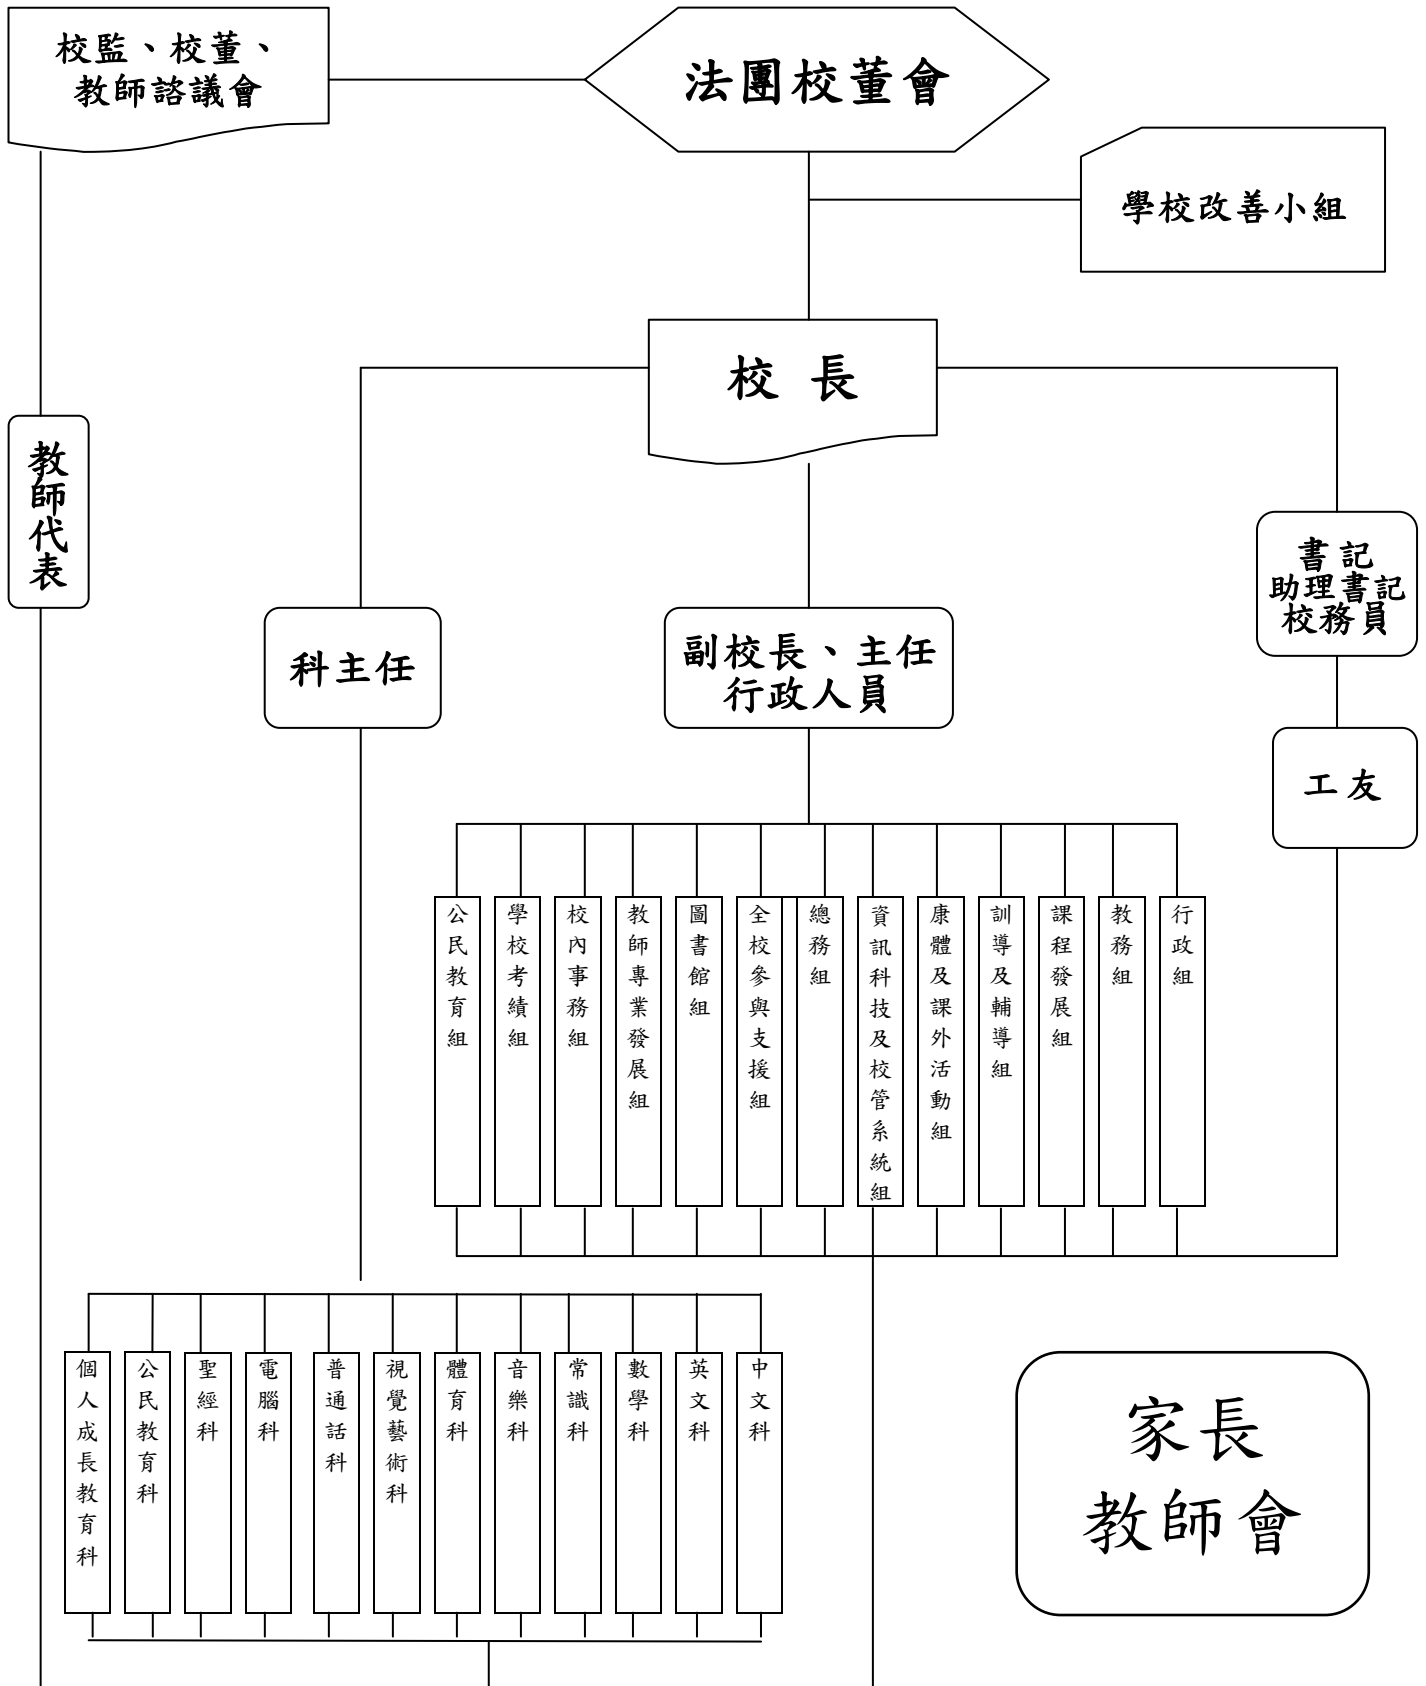 校監、校董、
教師諮議會
法團校董會
學校改善小組
校 長
教師代表
書記
助理書記
校務員
科主任
副校長、主任
行政人員
工友
公民教育組
學校考績組
校內事務組
教師專業發展組
圖書館組
全校參與支援組
總務組
資訊科技及校管系統組
康體及課外活動組
訓導及輔導組
課程發展組
教務組
行政組
個人成長教育科
公民教育科
聖經科
電腦科
普通話科
視覺藝術科
體育科
音樂科
常識科
數學科
英文科
中文科
家長
教師會